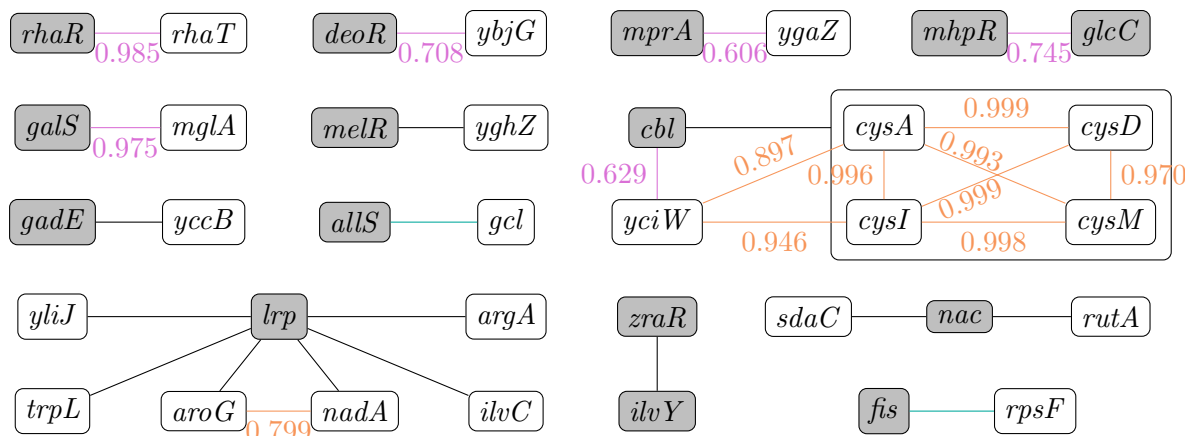 rhaR rhaT deoR ybjG mprA ygaZ mhpR glcC
0.985 0.708 0.606 0.745
galS mglA melR yghZ cbl cysA 0.999 cysD
0.975 0.897 0.993
0.629 0.996 0.970
gadE yccB allS gcl yciW cysI 0.999 cysM
0.946 0.998
yliJ lrp argA zraR sdaC nac rutA
trpL aroG nadA ilvC ilvY fis rpsF
0.799